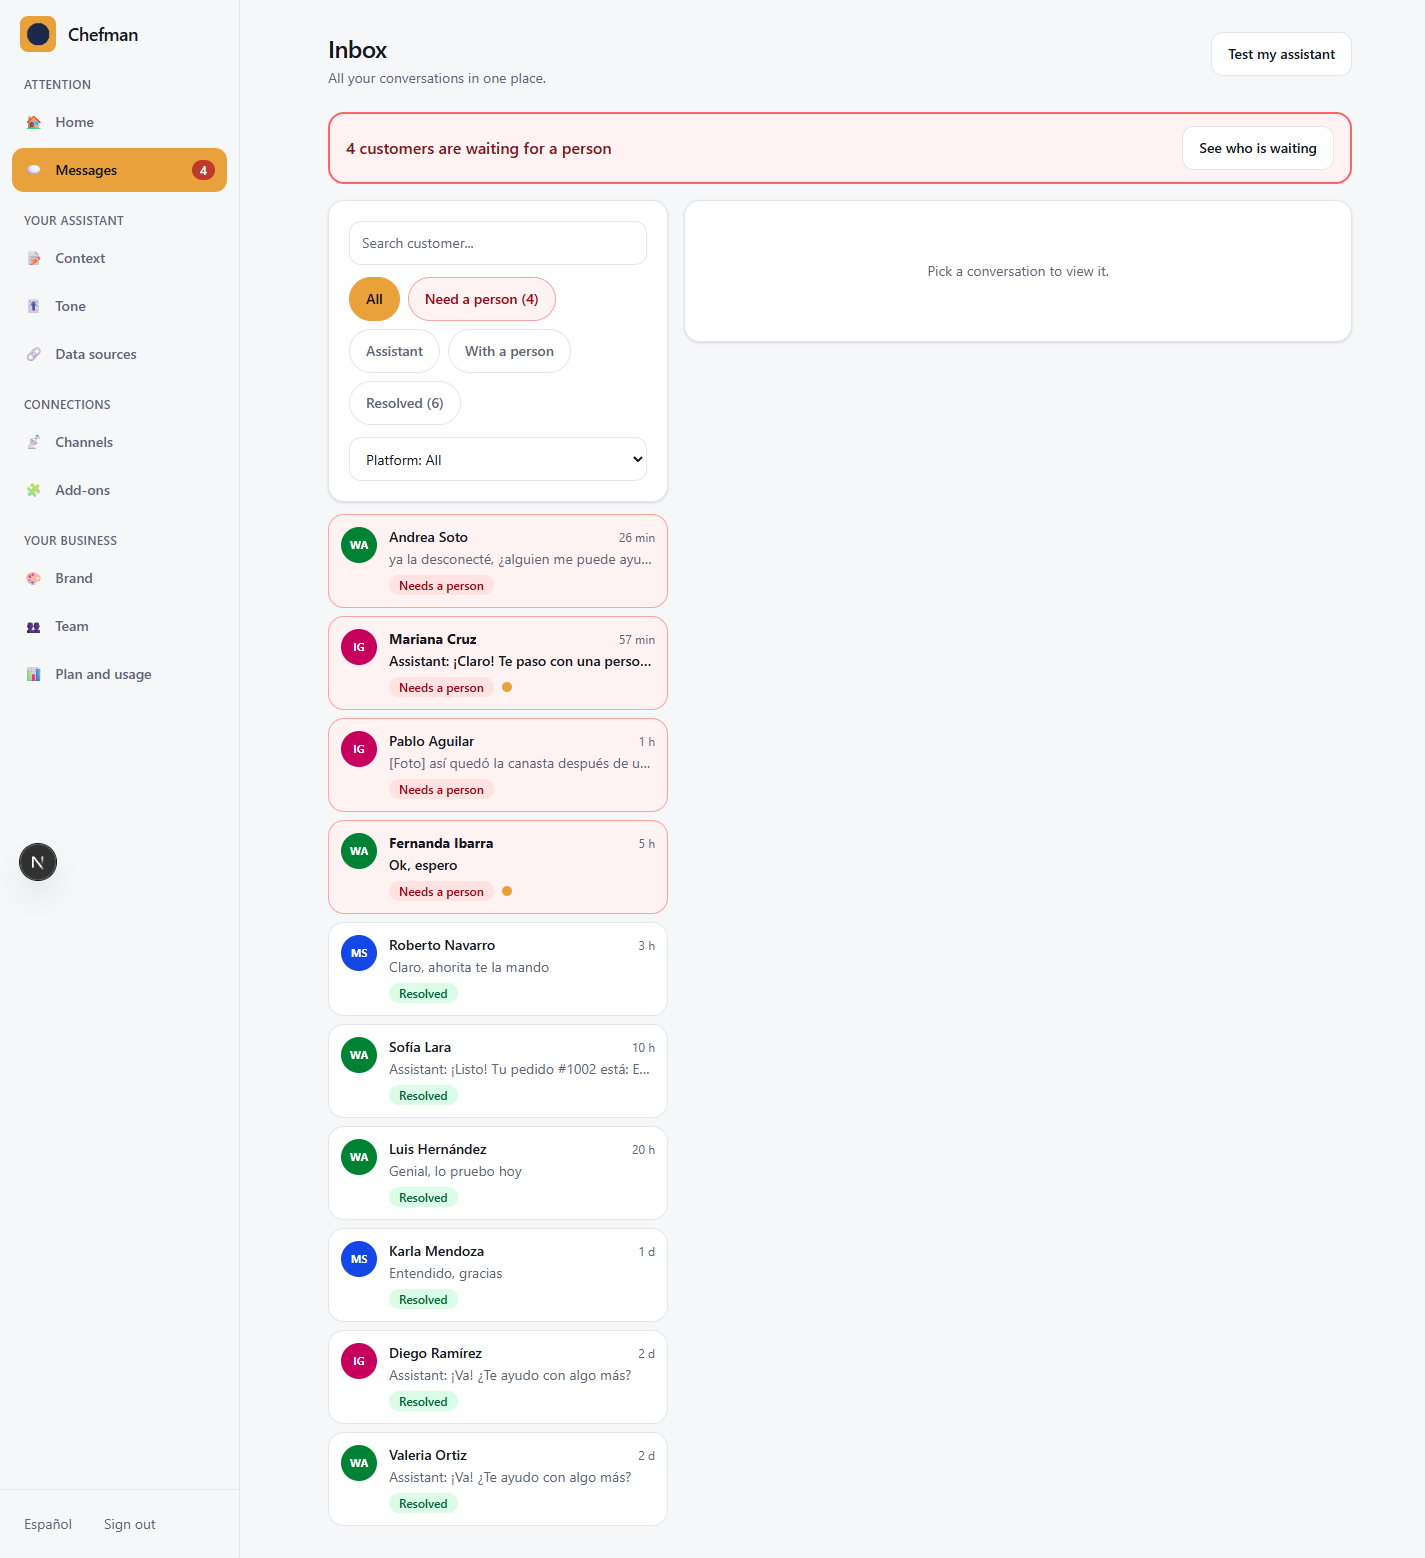 Chefman
ATTENTION
Home
Messages 4
YOUR ASSISTANT
Context
Tone
Data sources
CONNECTIONS
Channels
Add-ons
YOUR BUSINESS
Brand
Team
Plan and usage
N
Español Sign out
Inbox
All your conversations in one place.
Test my assistant
4 customers are waiting for a person
See who is waiting
Search customer...
All Need a person (4)
Assistant With a person
Resolved (6)
Platform: All
Pick a conversation to view it.
WA Andrea Soto 26 min
ya la desconecté, ¿alguien me puede ayu...
Needs a person
IG Mariana Cruz 57 min
Assistant: ¡Claro! Te paso con una perso...
Needs a person
IG Pablo Aguilar 1 h
[Foto] así quedó la canasta después de u...
Needs a person
WA Fernanda Ibarra 5 h
Ok, espero
Needs a person
MS Roberto Navarro 3 h
Claro, ahorita te la mando
Resolved
WA Sofía Lara 10 h
Assistant: ¡Listo! Tu pedido #1002 está: E...
Resolved
WA Luis Hernández 20 h
Genial, lo pruebo hoy
Resolved
MS Karla Mendoza 1 d
Entendido, gracias
Resolved
IG Diego Ramírez 2 d
Assistant: ¡Va! ¿Te ayudo con algo más?
Resolved
WA Valeria Ortiz 2 d
Assistant: ¡Va! ¿Te ayudo con algo más?
Resolved